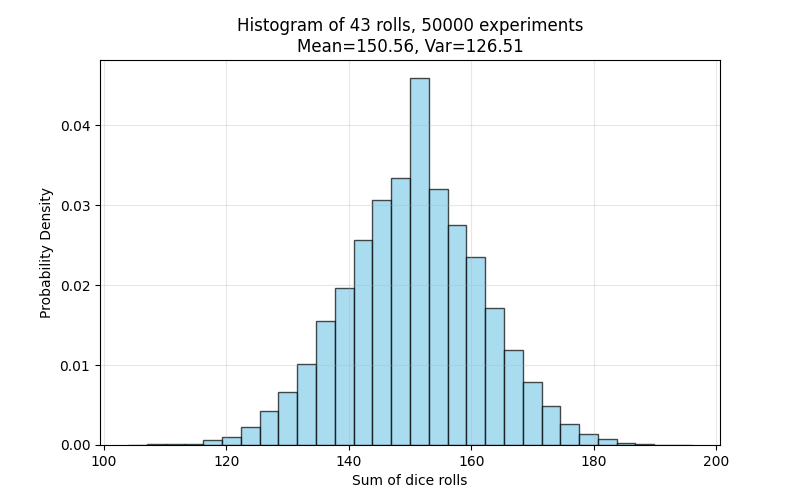 Histogram of 43 rolls, 50000 experiments
Mean=150.56, Var=126.51
Probability Density
0.04
0.03
0.02
0.01
0.00
100 120 140 160 180 200
Sum of dice rolls